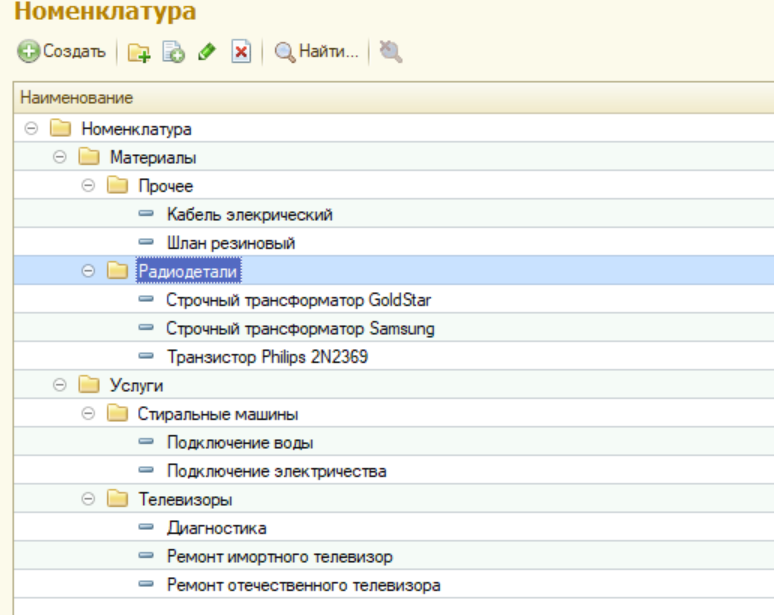 Номенклатура
Создать Найти...
Наименование
Номенклатура
Материалы
Прочее
Кабель элекрический
Шлан резиновый
Радиодетали
Строчный трансформатор GoldStar
Строчный трансформатор Samsung
Транзистор Philips 2N2369
Услуги
Стиральные машины
Подключение воды
Подключение электричества
Телевизоры
Диагностика
Ремонт имортного телевизор
Ремонт отечественного телевизора